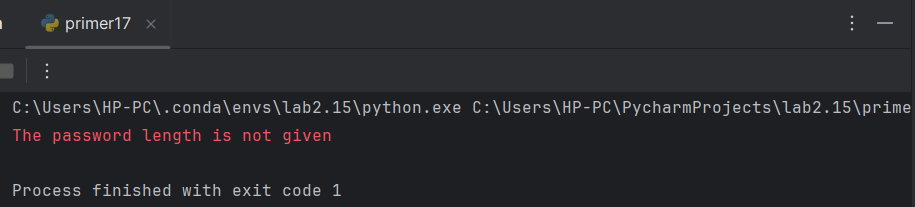 primer17
C:\Users\HP-PC\.conda\envs\lab2.15\python.exe C:\Users\HP-PC\PycharmProjects\lab2.15\prime
The password length is not given
Process finished with exit code 1